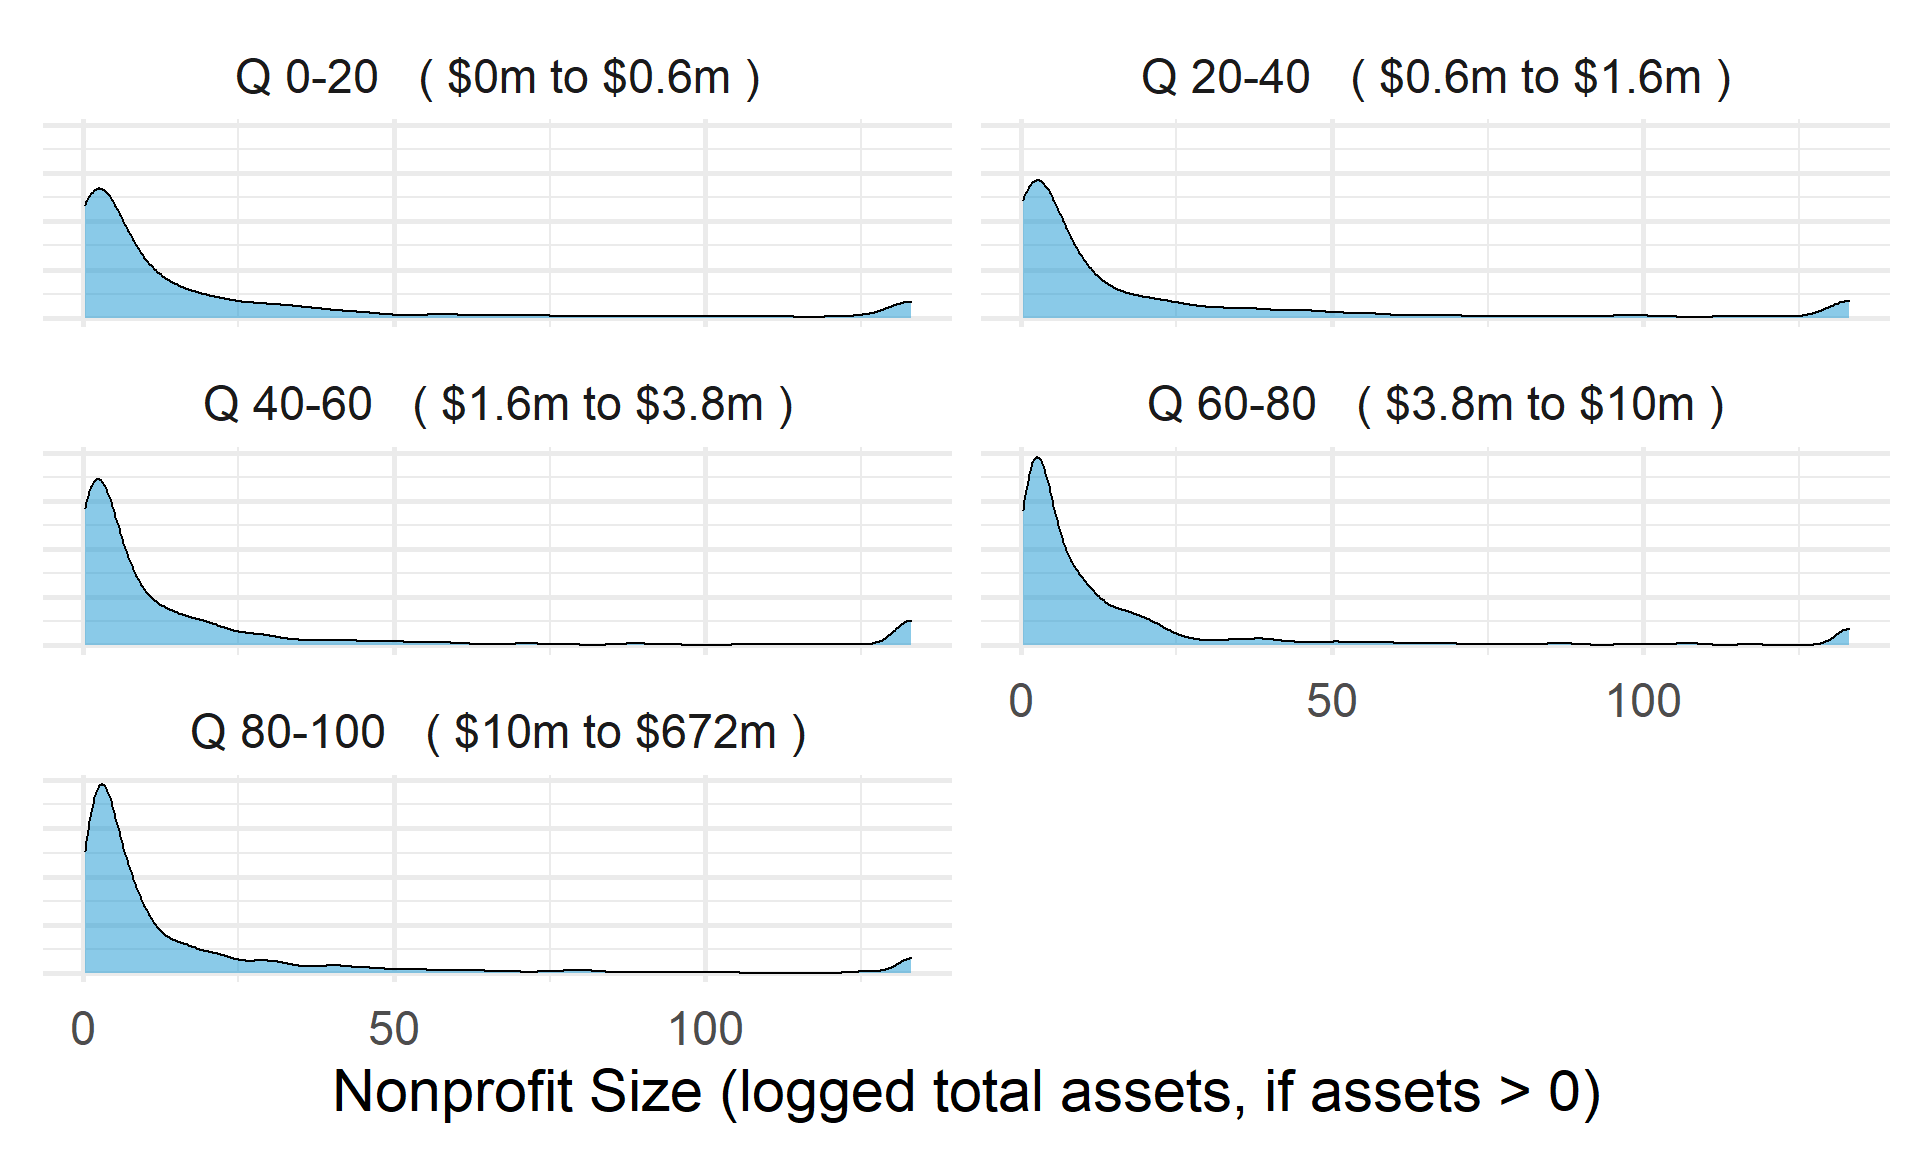 Q 0-20 ( $0m to $0.6m )
Q 20-40 ( $0.6m to $1.6m )
Q 40-60 ( $1.6m to $3.8m )
Q 60-80 ( $3.8m to $10m )
0 50 100
Q 80-100 ( $10m to $672m )
0 50 100
Nonprofit Size (logged total assets, if assets > 0)